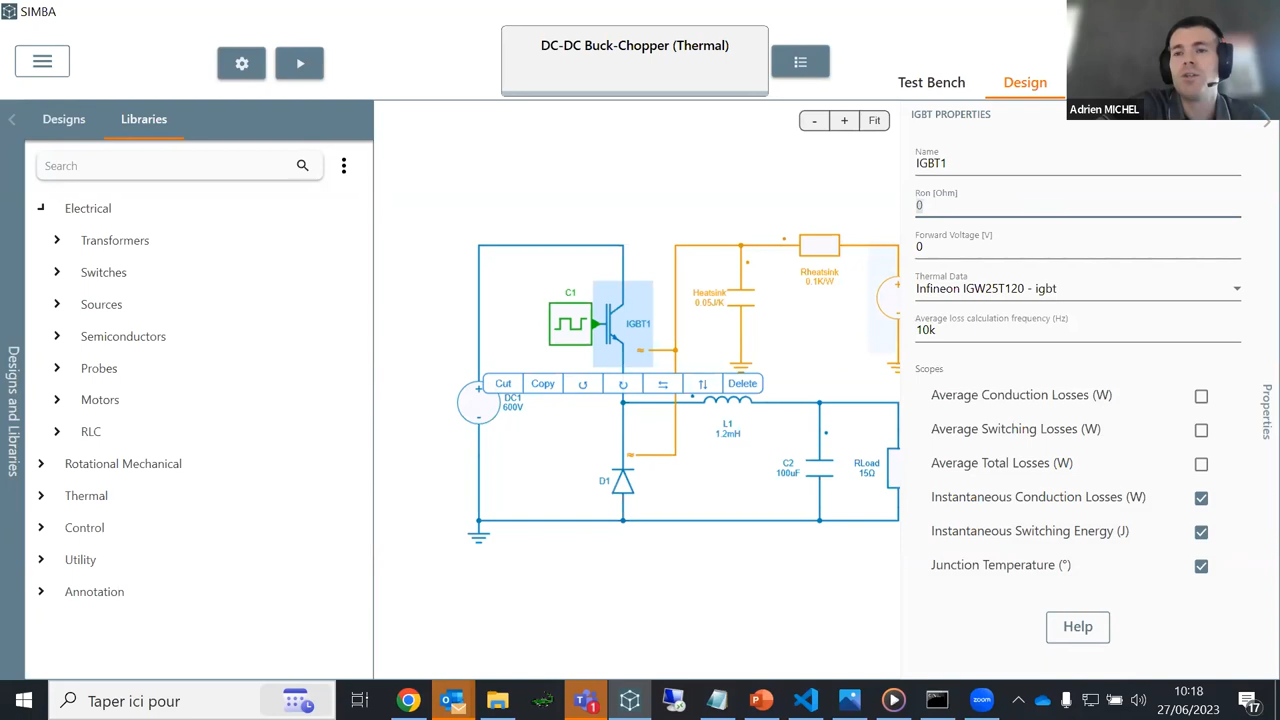 SIMBA
DC-DC Buck-Chopper (Thermal)
Test Bench
Design
Adrien MICHEL
Designs
Libraries
Search
Electrical
Transformers
Switches
Sources
Semiconductors
Probes
Motors
RLC
Rotational Mechanical
Thermal
Control
Utility
Annotation
Designs and Libraries
- + Fit
C1
IGBT1
Heatsink
0.05J/K
Rheatsink
0.1K/W
Cut
Copy
Delete
DC1
600V
L1
1.2mH
D1
C2
100uF
RLoad
15Ω
IGBT PROPERTIES
Name
IGBT1
Ron [Ohm]
0
Forward Voltage [V]
0
Thermal Data
Infineon IGW25T120 - igbt
Average loss calculation frequency (Hz)
10k
Scopes
Average Conduction Losses (W)
Average Switching Losses (W)
Average Total Losses (W)
Instantaneous Conduction Losses (W)
Instantaneous Switching Energy (J)
Junction Temperature (°)
Help
Properties
Taper ici pour
1
zoom
10:18
27/06/2023
17